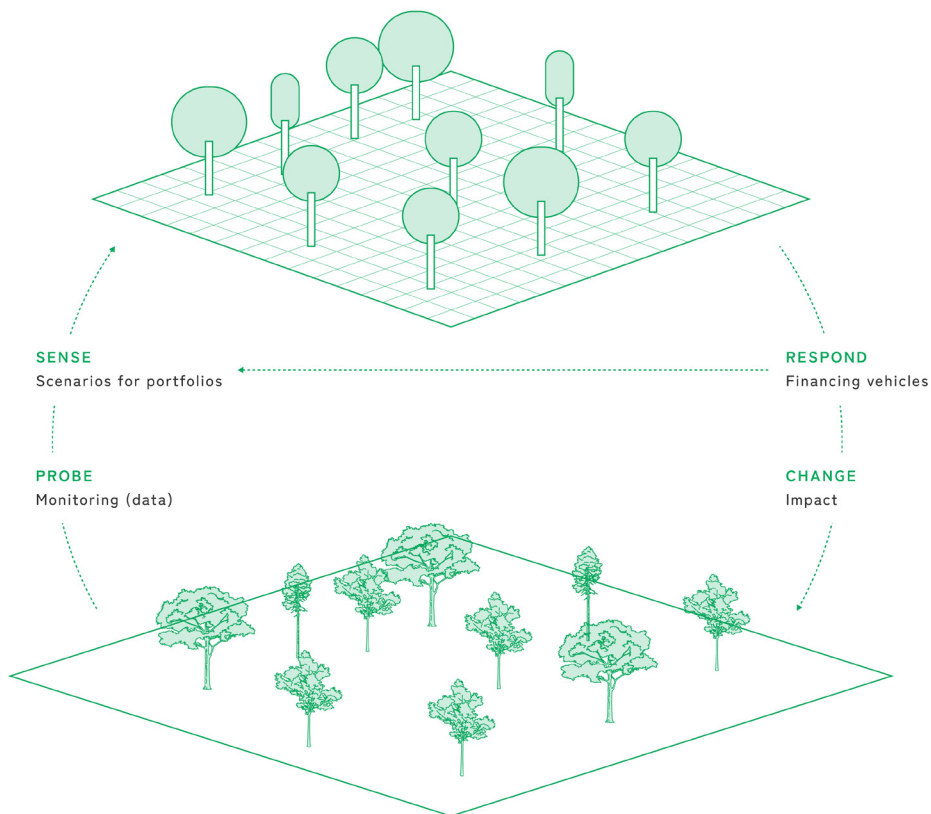 SENSE
Scenarios for portfolios
RESPOND
Financing vehicles
PROBE
Monitoring (data)
CHANGE
Impact